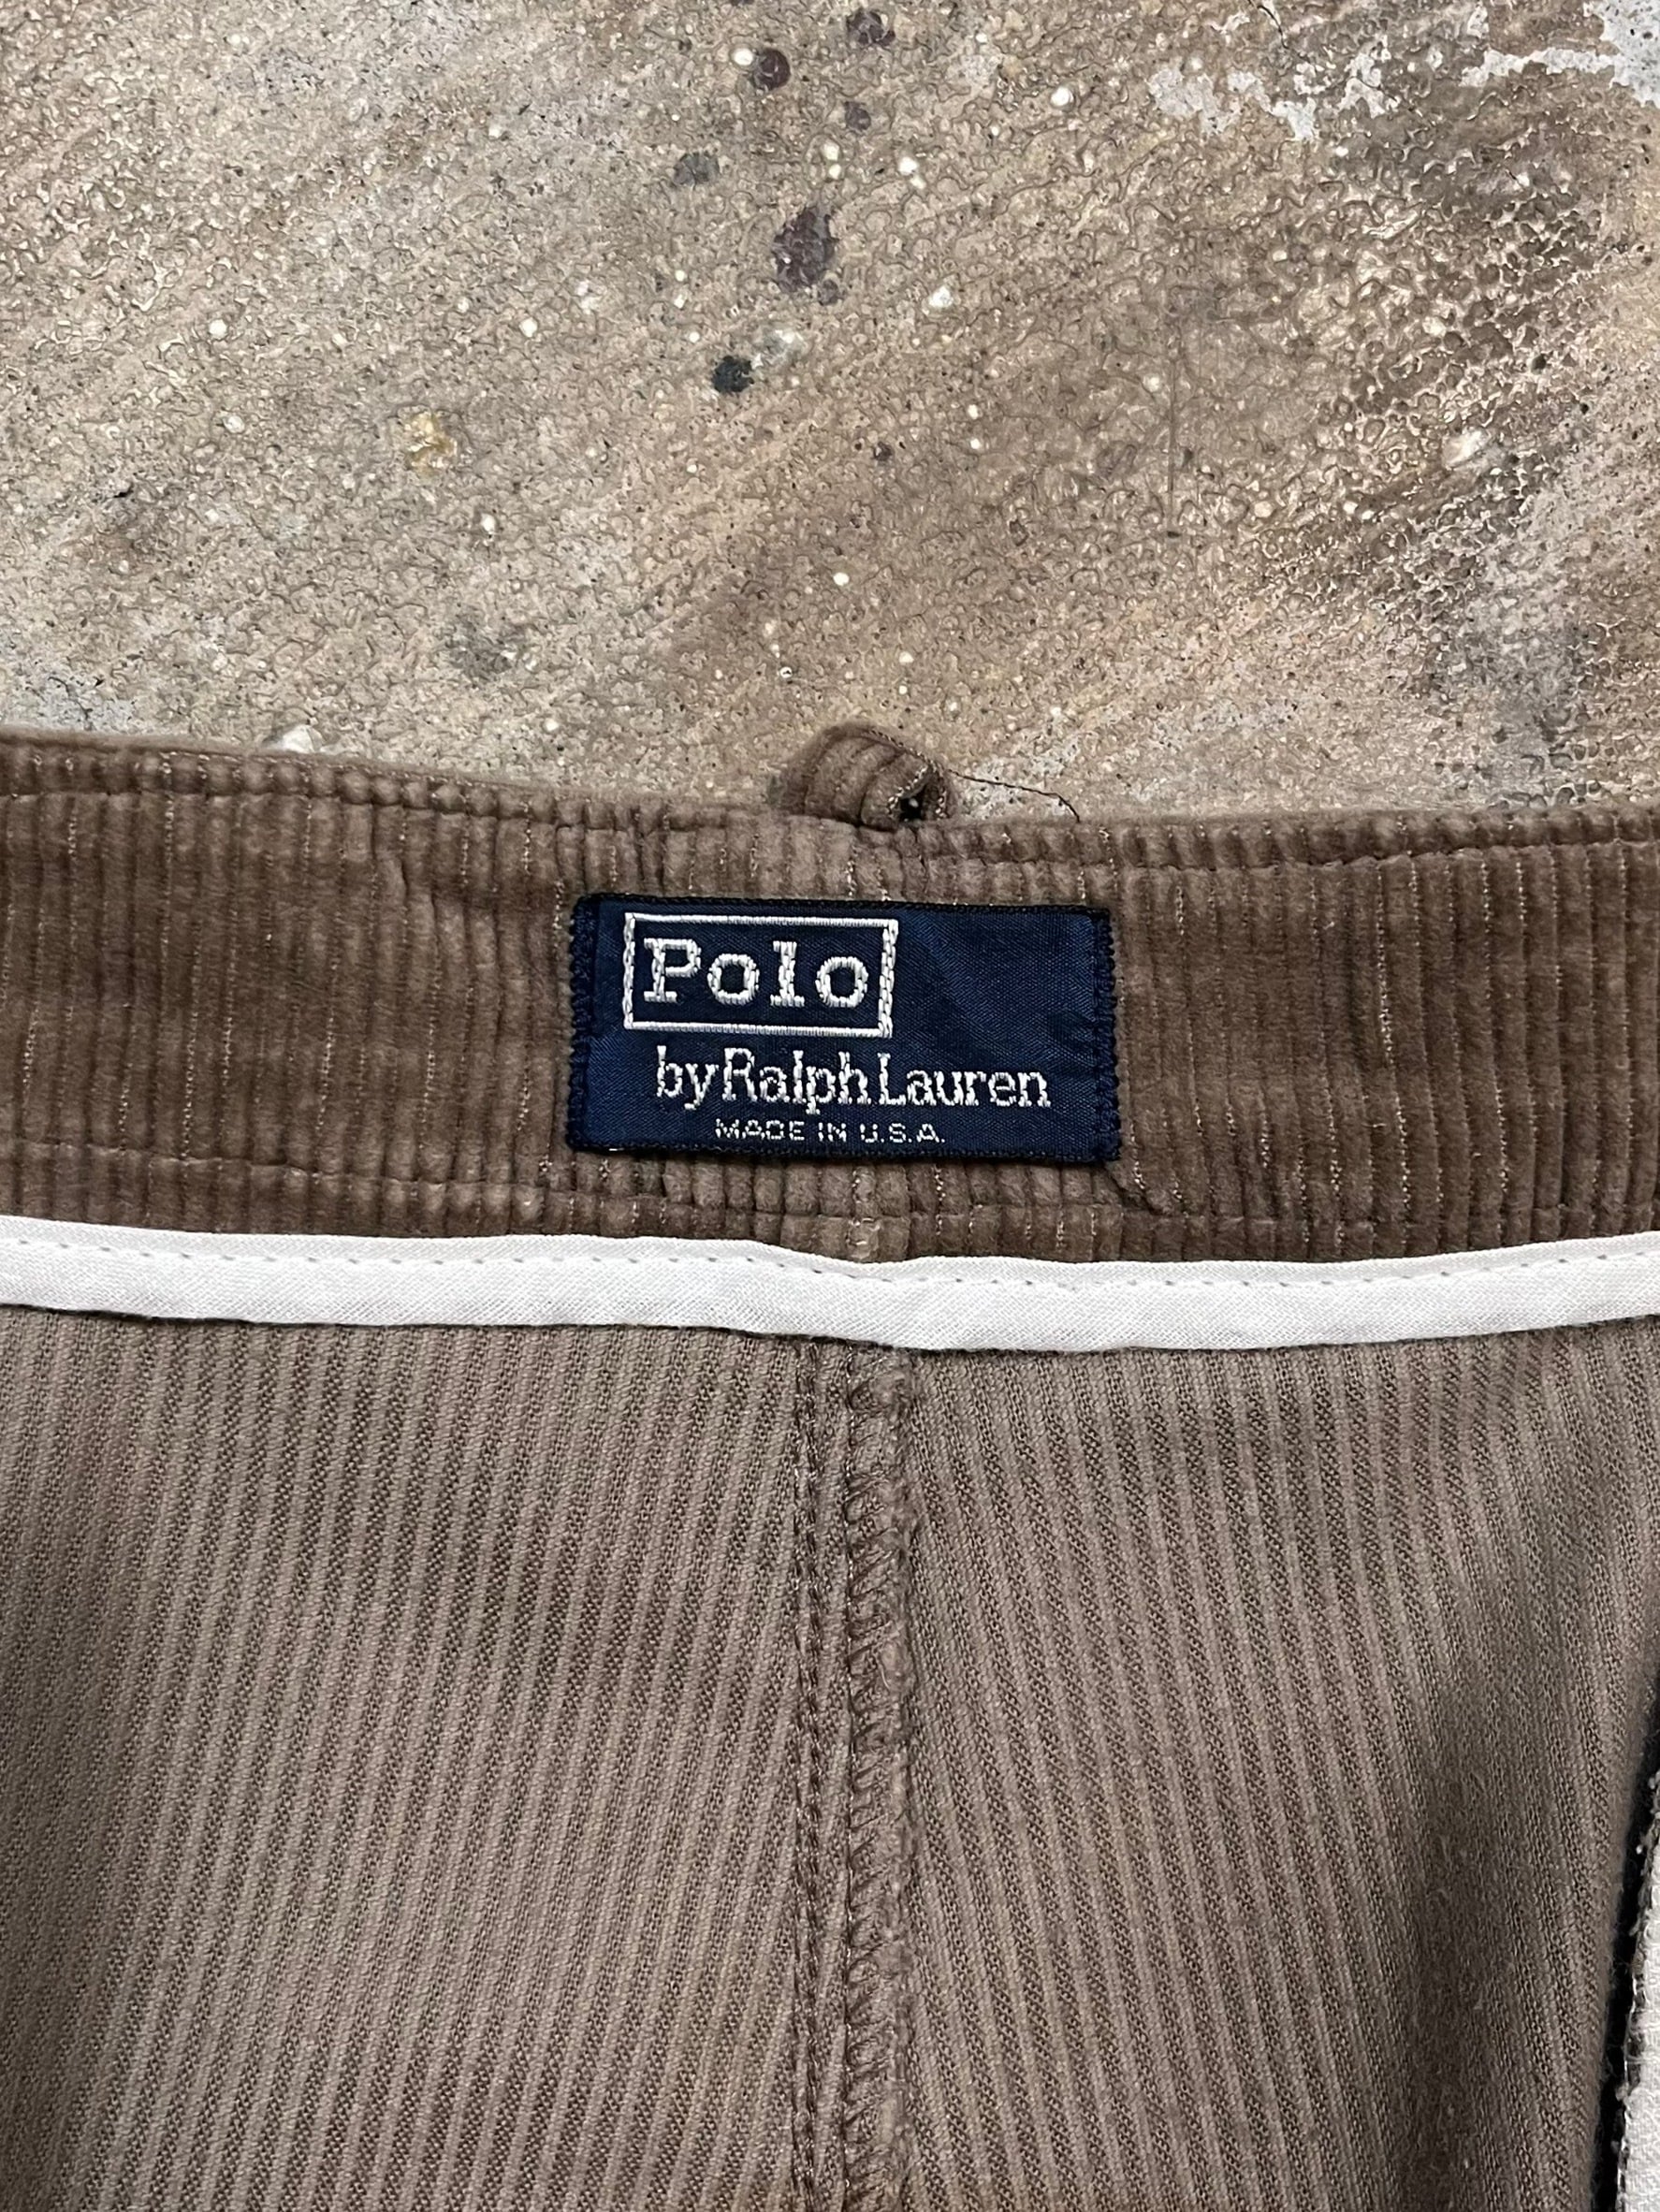 Polo
by Ralph Lauren
MADE IN U.S.A.